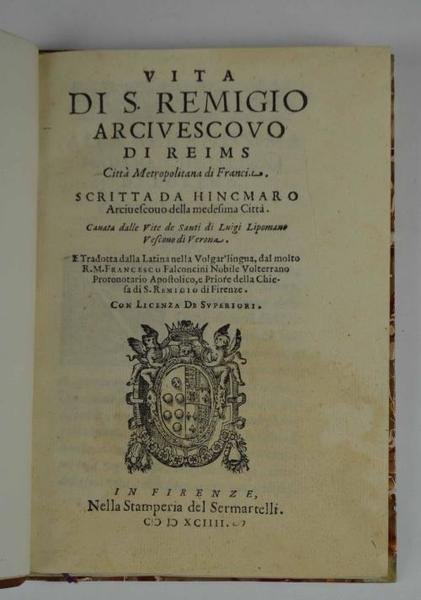 VITA
DI S. REMIGIO
ARCIVESCOVO
DI REIMS
Città Metropolitana di Francia.
SCRITTA DA HINCMARO
Arciuescouo della medesima Città.
Cauata dalle Vite de Santi di Luigi Lipomano
Vescouo di Verona.
E Tradotta dalla Latina nella Volgar'lingua, dal molto
R. M. FRANCESCO Falconcini Nobile Volterrano
Protonotario Apostolico, e Priore della Chie-
sa di S. REMIGIO di Firenze.
CON LICENZA DE SVPERIORI.
IN FIRENZE,
Nella Stamperia del Sermartelli.
CIↃ IↃ XCIIII.